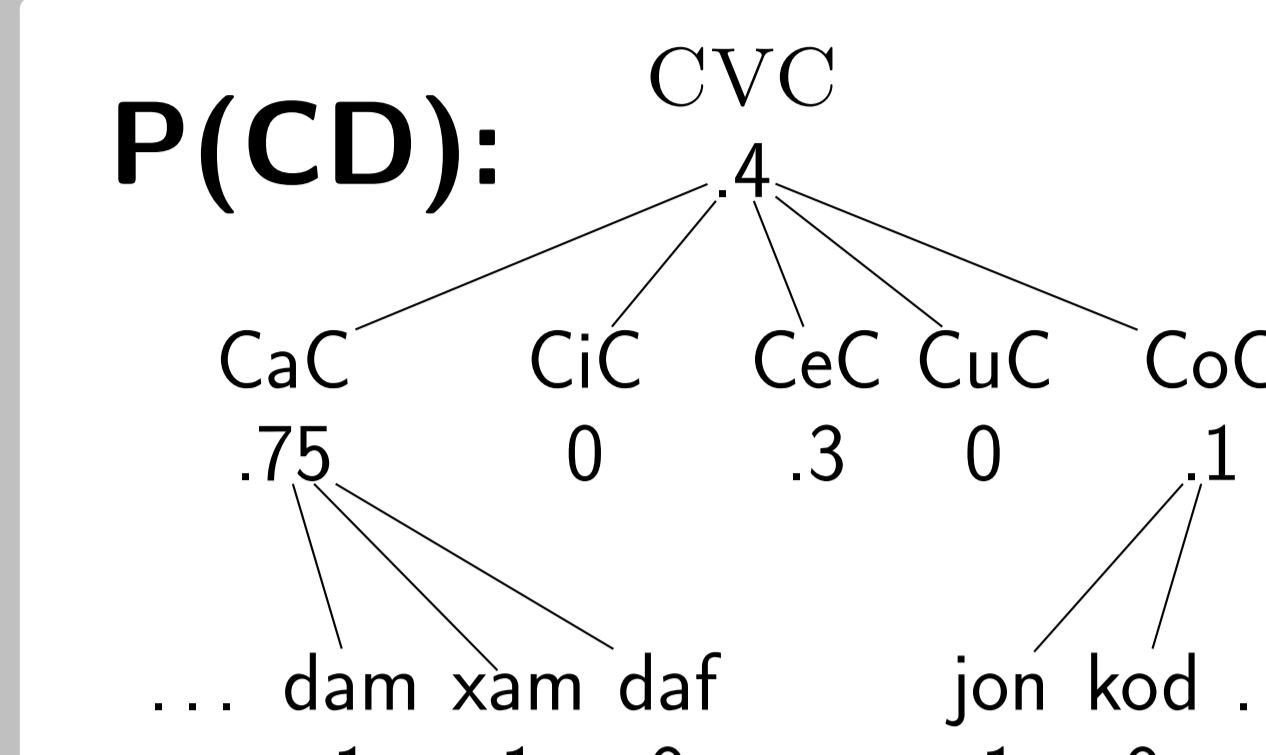 CVC
P(CD):
.4
CaC CiC CeC CuC CoC
.75 0 .3 0 .1
... dam xam daf jon kod .